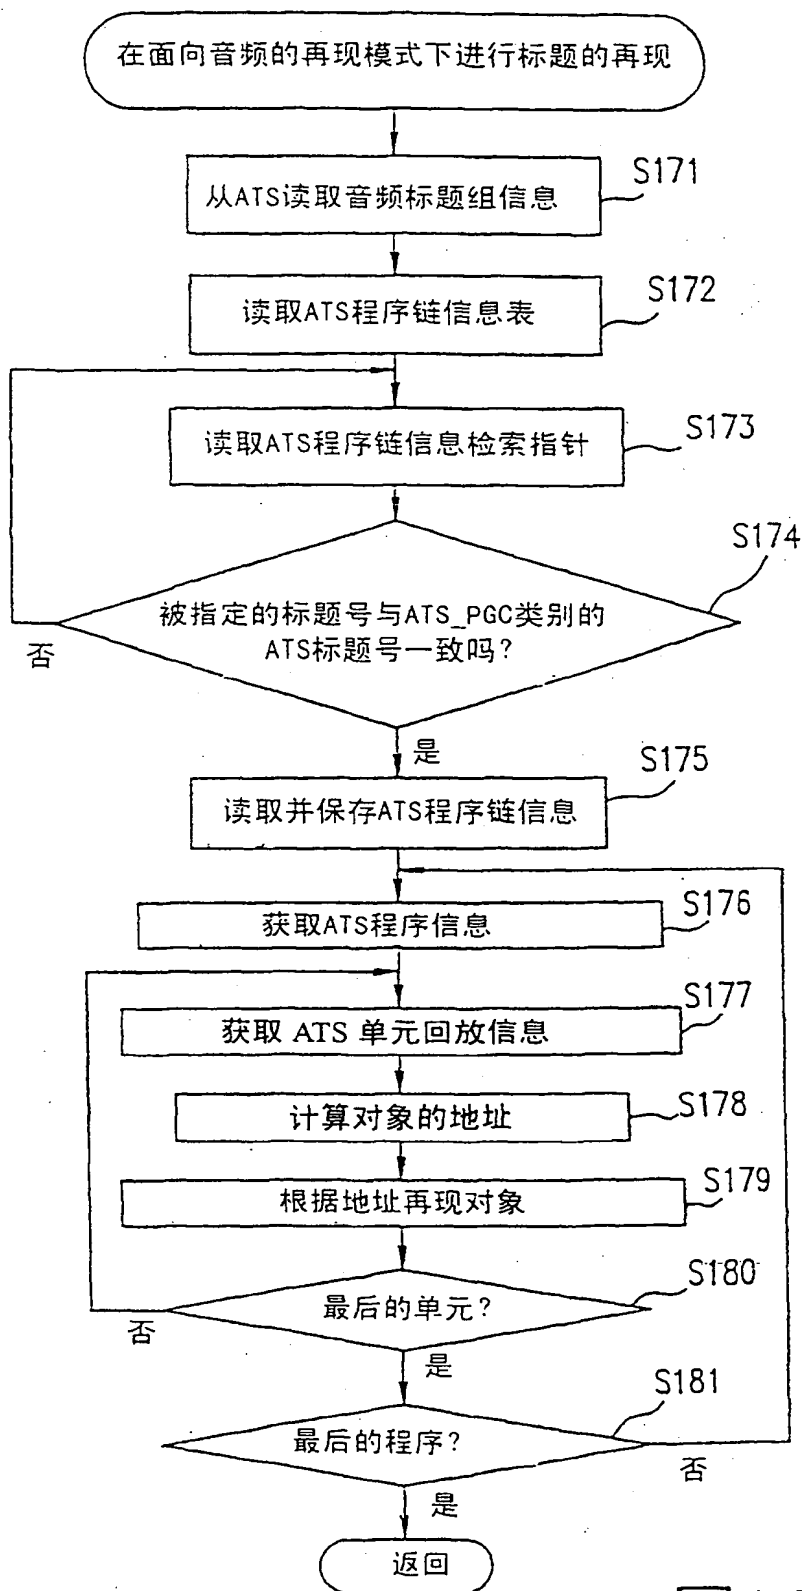 在面向音频的再现模式下进行标题的再现
S171
从ATS读取音频标题组信息
S172
读取ATS程序链信息表
S173
读取ATS程序链信息检索指针
S174
被指定的标题号与ATS_PGC类别的
ATS标题号一致吗?
否
是
S175
读取并保存ATS程序链信息
S176
获取ATS程序信息
S177
获取 ATS 单元回放信息
S178
计算对象的地址
S179
根据地址再现对象
S180
最后的单元?
否
是
S181
最后的程序?
否
是
返回